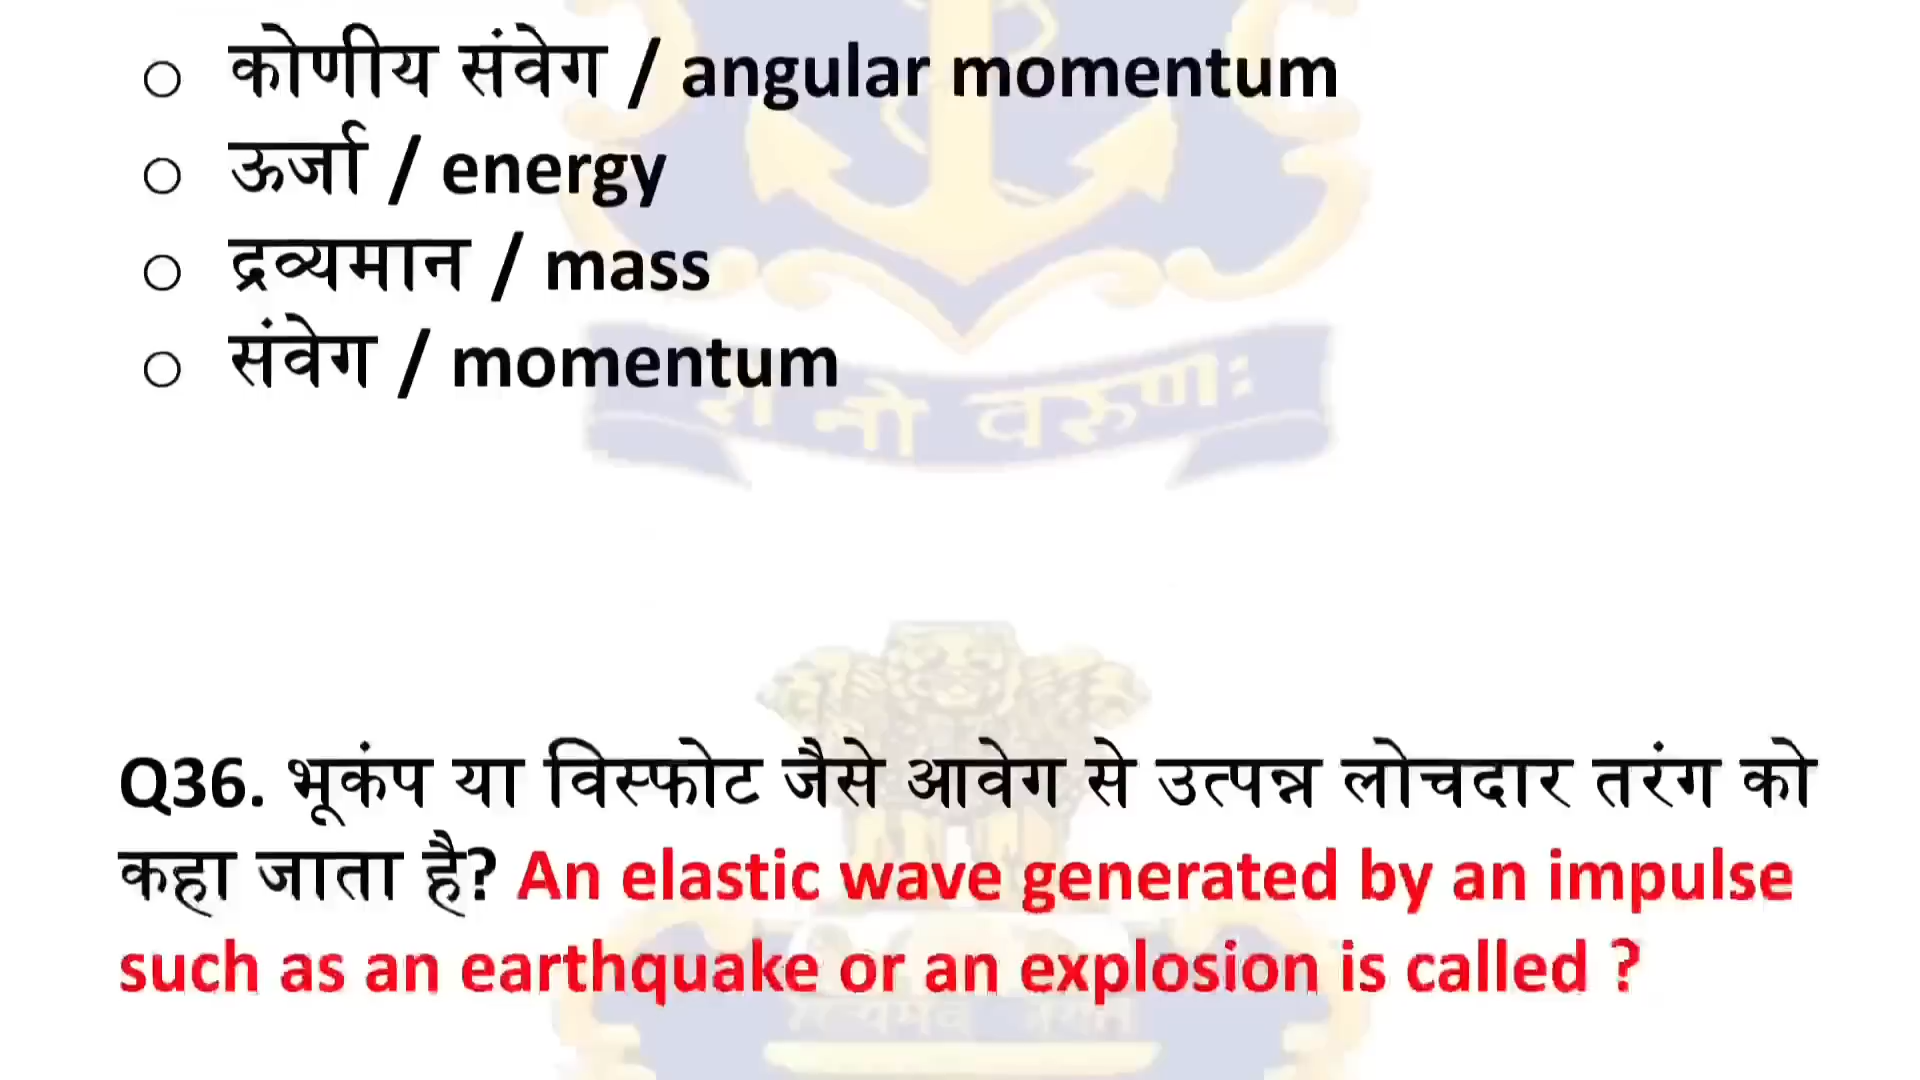 ○ कोणीय संवेग / angular momentum
○ ऊर्जा / energy
○ द्रव्यमान / mass
○ संवेग / momentum
शं नो वरुणः
Q36. भूकंप या विस्फोट जैसे आवेग से उत्पन्न लोचदार तरंग को
कहा जाता है? An elastic wave generated by an impulse
such as an earthquake or an explosion is called ?